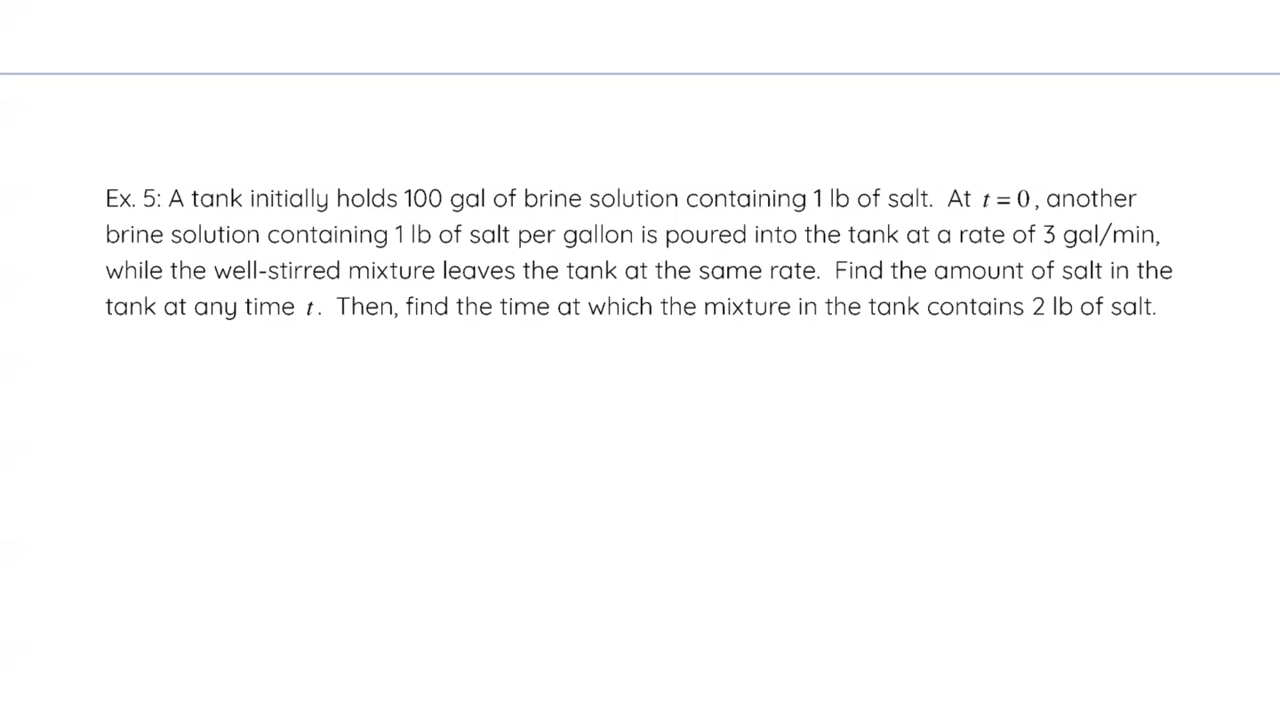 Ex. 5: A tank initially holds 100 gal of brine solution containing 1 lb of salt. At t = 0, another
brine solution containing 1 lb of salt per gallon is poured into the tank at a rate of 3 gal/min,
while the well-stirred mixture leaves the tank at the same rate. Find the amount of salt in the
tank at any time t. Then, find the time at which the mixture in the tank contains 2 lb of salt.